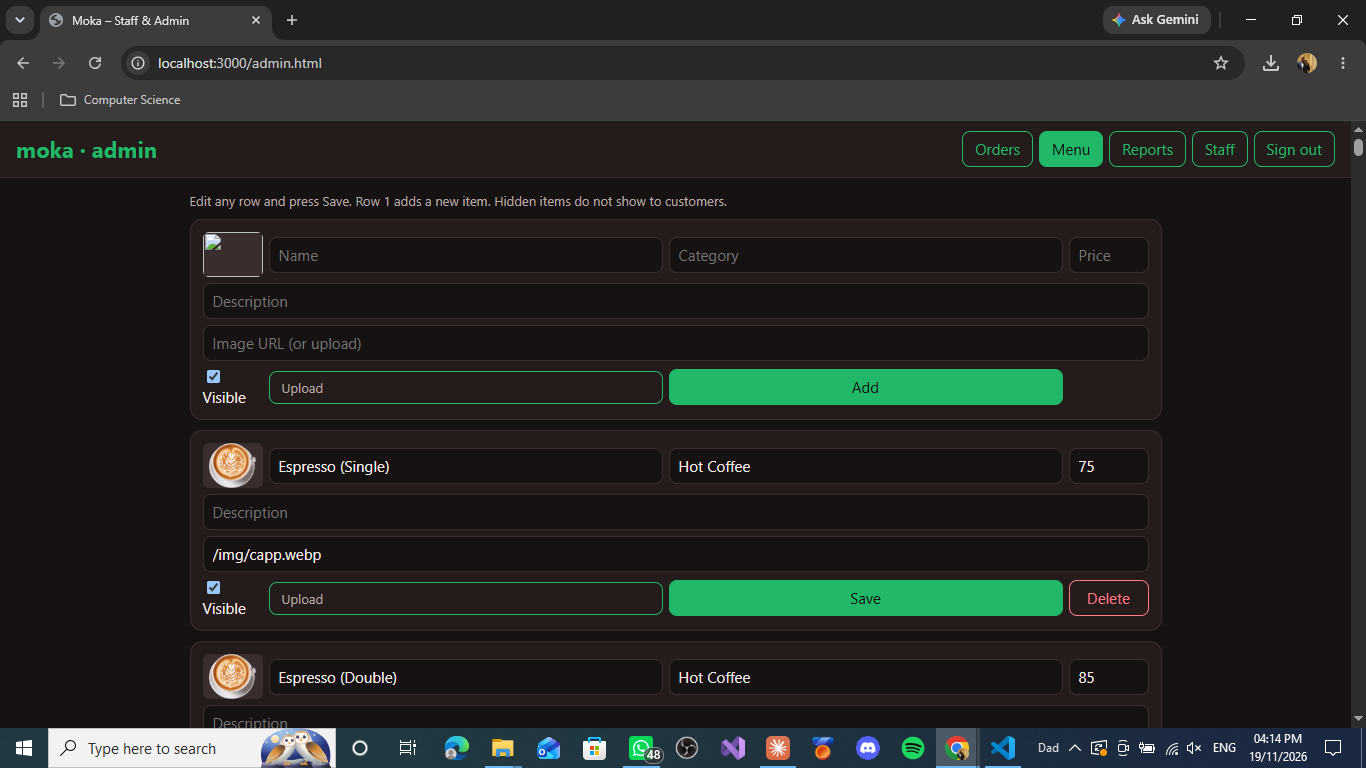 Moka – Staff & Admin
Ask Gemini
localhost:3000/admin.html
Computer Science
moka · admin
Orders
Menu
Reports
Staff
Sign out
Edit any row and press Save. Row 1 adds a new item. Hidden items do not show to customers.
Name
Category
Price
Description
Image URL (or upload)
Visible
Upload
Add
Espresso (Single)
Hot Coffee
75
Description
/img/capp.webp
Visible
Upload
Save
Delete
Espresso (Double)
Hot Coffee
85
Description
Type here to search
48
Dad
ENG
04:14 PM
19/11/2026